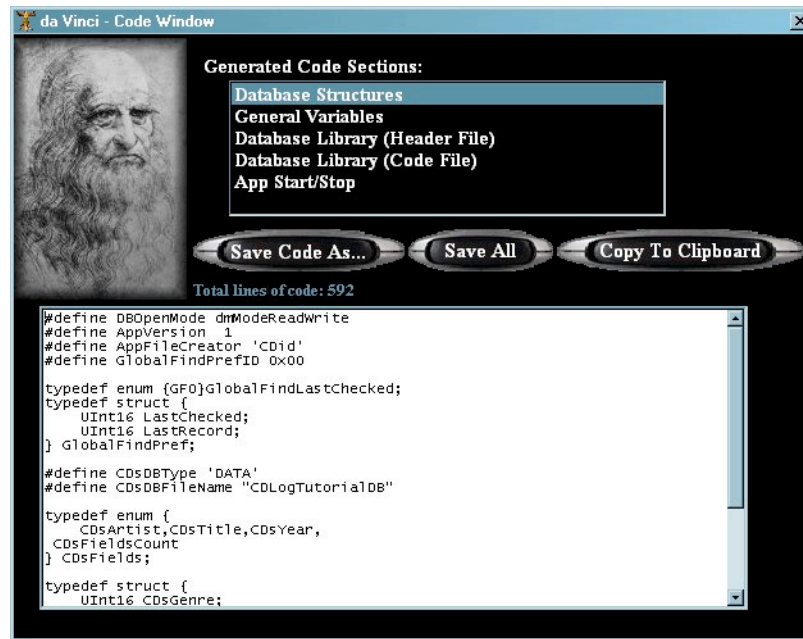 da Vinci - Code Window
Generated Code Sections:
Database Structures
General Variables
Database Library (Header File)
Database Library (Code File)
App Start/Stop
Save Code As... Save All Copy To Clipboard
Total lines of code: 592
#define DBOpenMode dmModeReadWrite
#define AppVersion 1
#define AppFileCreator 'CDid'
#define GlobalFindPrefID 0x00
typedef enum {GF0}GlobalFindLastChecked;
typedef struct {
UInt16 LastChecked;
UInt16 LastRecord;
} GlobalFindPref;
#define CDsDBType 'DATA'
#define CDsDBFileName "CDLogTutorialDB"
typedef enum {
CDsArtist,CDsTitle,CDsYear,
CDsFieldsCount
} CDsFields;
typedef struct {
UInt16 CDsGenre;